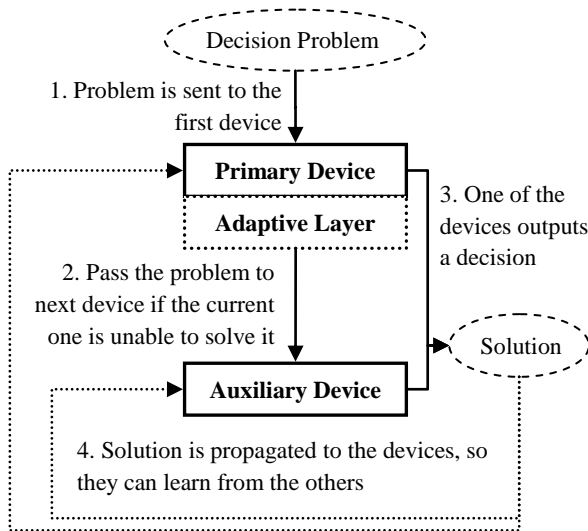 Decision Problem
1. Problem is sent to the
first device
Primary Device
Adaptive Layer
3. One of the
devices outputs
a decision
2. Pass the problem to
next device if the current
one is unable to solve it
Solution
Auxiliary Device
4. Solution is propagated to the devices, so
they can learn from the others